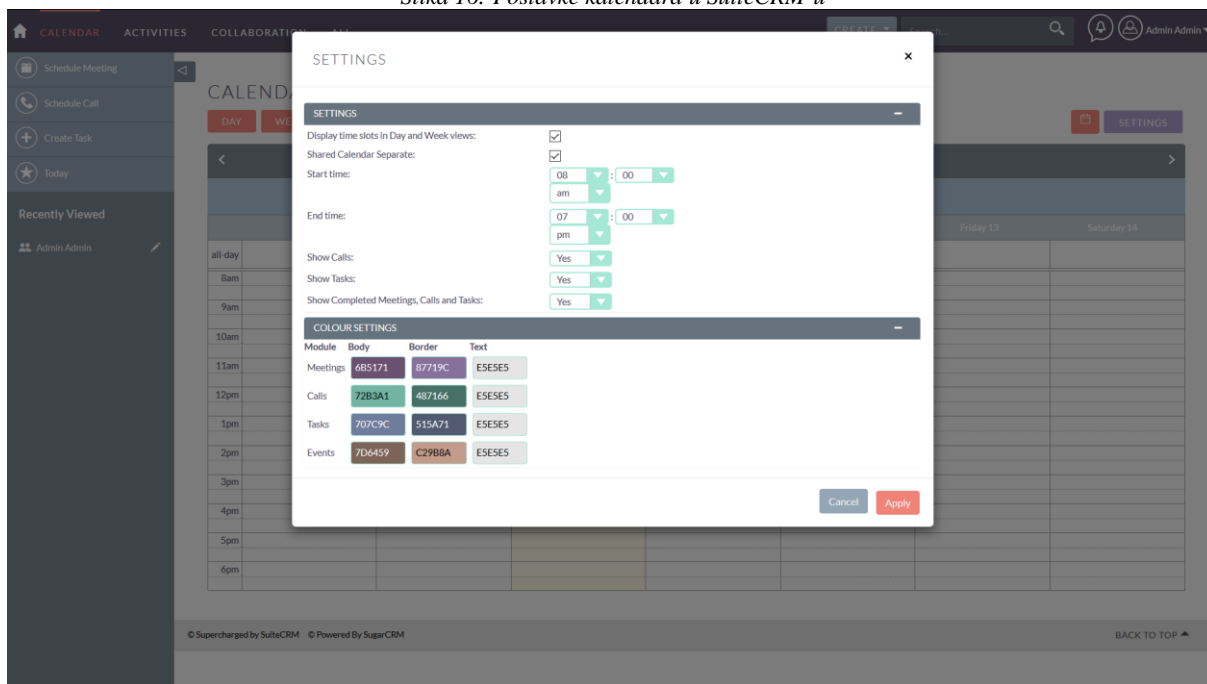 Slika 16: Postavke kalendara u SuiteCRM-u
CALENDAR ACTIVITIES COLLABORATION ALL CREATE Admin Admin
Schedule Meeting
Schedule Call
Create Task
Today
Recently Viewed
Admin Admin
DAY
SETTINGS
Friday 13 Saturday 14
all-day
8am
9am
10am
11am
12pm
1pm
2pm
3pm
4pm
5pm
6pm
SETTINGS
×
SETTINGS
Display time slots in Day and Week views:
Shared Calendar Separate:
Start time: 08 : 00
am
End time: 07 : 00
pm
Show Calls: Yes
Show Tasks: Yes
Show Completed Meetings, Calls and Tasks: Yes
COLOUR SETTINGS
Module Body Border Text
Meetings 6B5171 87719C E5E5E5
Calls 72B3A1 487166 E5E5E5
Tasks 707C9C 515A71 E5E5E5
Events 7D6459 C29B8A E5E5E5
Cancel Apply
© Supercharged by SuiteCRM © Powered By SugarCRM
BACK TO TOP